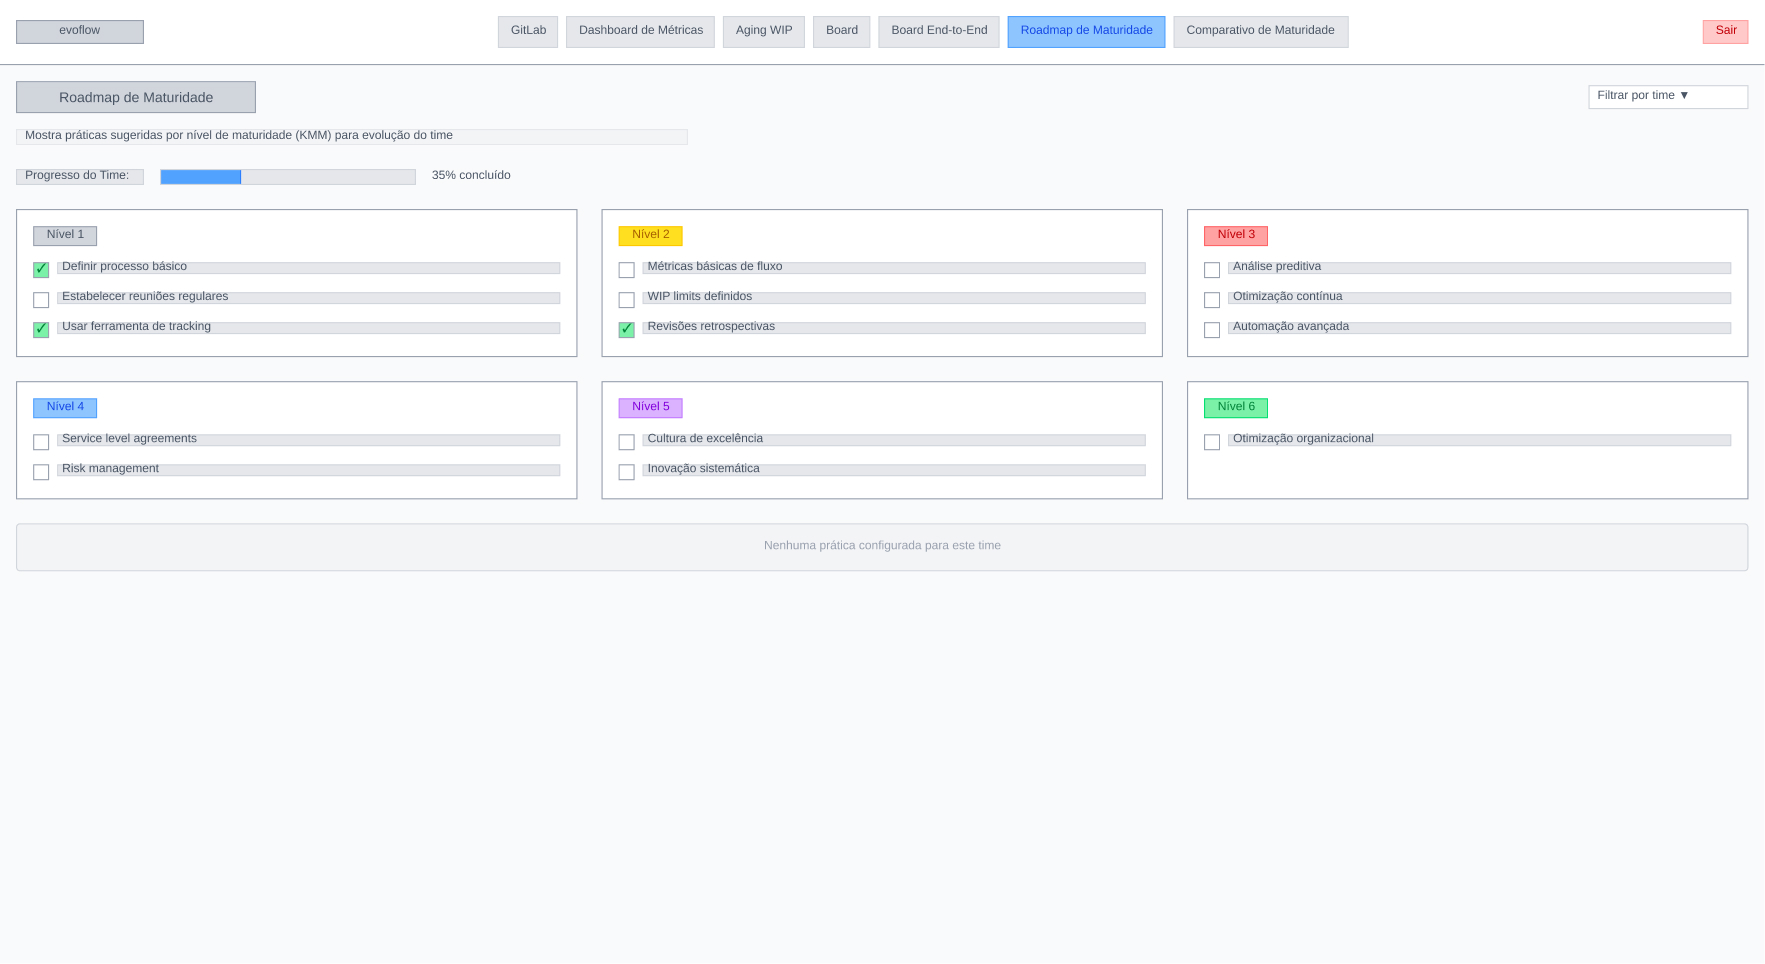 evoflow
GitLab
Dashboard de Métricas
Aging WIP
Board
Board End-to-End
Roadmap de Maturidade
Comparativo de Maturidade
Sair
Roadmap de Maturidade
Filtrar por time ▼
Mostra práticas sugeridas por nível de maturidade (KMM) para evolução do time
Progresso do Time:
35% concluído
Nível 1
✓ Definir processo básico
Estabelecer reuniões regulares
✓ Usar ferramenta de tracking
Nível 2
Métricas básicas de fluxo
WIP limits definidos
✓ Revisões retrospectivas
Nível 3
Análise preditiva
Otimização contínua
Automação avançada
Nível 4
Service level agreements
Risk management
Nível 5
Cultura de excelência
Inovação sistemática
Nível 6
Otimização organizacional
Nenhuma prática configurada para este time